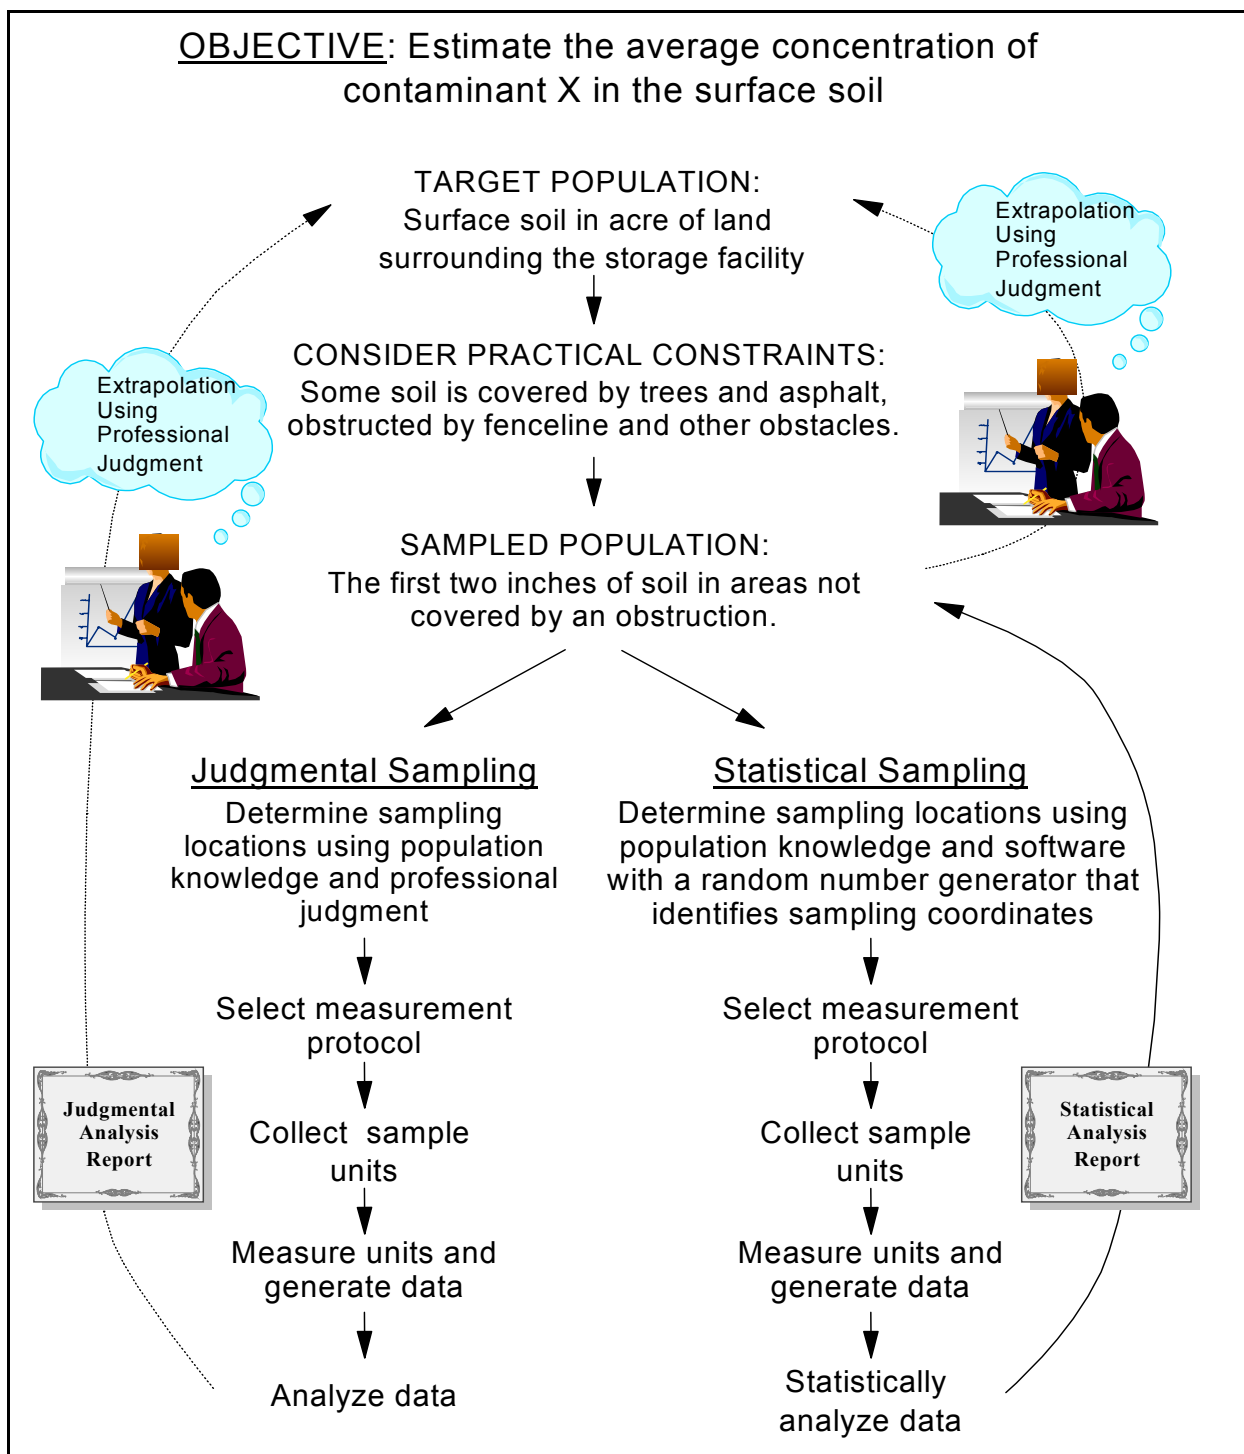 OBJECTIVE: Estimate the average concentration of
contaminant X in the surface soil
TARGET POPULATION:
Surface soil in acre of land
surrounding the storage facility
Extrapolation
Using
Professional
Judgment
CONSIDER PRACTICAL CONSTRAINTS:
Some soil is covered by trees and asphalt,
obstructed by fenceline and other obstacles.
Extrapolation
Using
Professional
Judgment
SAMPLED POPULATION:
The first two inches of soil in areas not
covered by an obstruction.
Judgmental Sampling
Determine sampling
locations using population
knowledge and professional
judgment
Select measurement
protocol
Collect sample
units
Measure units and
generate data
Analyze data
Judgmental
Analysis
Report
Statistical Sampling
Determine sampling locations using
population knowledge and software
with a random number generator that
identifies sampling coordinates
Select measurement
protocol
Collect sample
units
Measure units and
generate data
Statistically
analyze data
Statistical
Analysis
Report